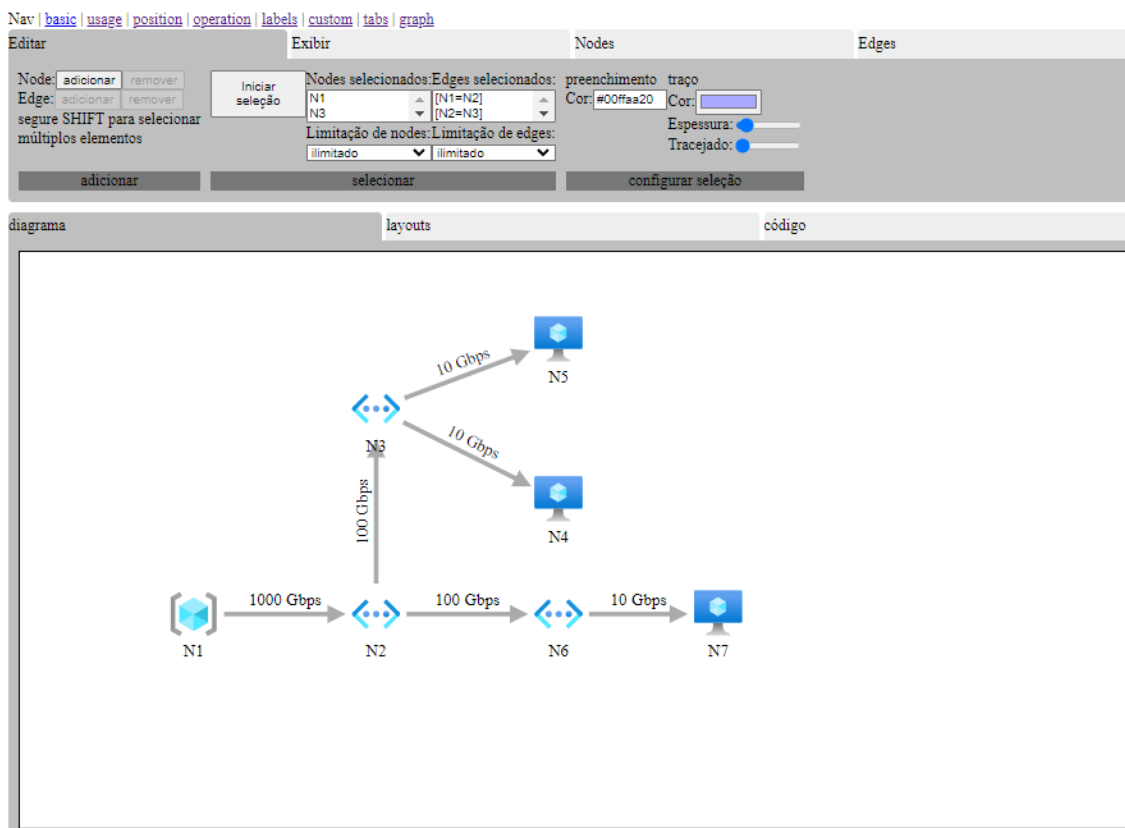 Nav | basic | usage | position | operation | labels | custom | tabs | graph
Editar Exibir Nodes Edges
Node: adicionar remover
Edge: adicionar remover
segure SHIFT para selecionar
múltiplos elementos
adicionar
Iniciar
seleção
Nodes selecionados: Edges selecionados:
N1 [N1=N2]
N3 [N2=N3]
Limitação de nodes: Limitação de edges:
ilimitado ilimitado
selecionar
preenchimento traço
Cor: #00ffaa20 Cor:
Espessura:
Tracejado:
configurar seleção
diagrama layouts código
10 Gbps
N5
N3
10 Gbps
100 Gbps
N4
1000 Gbps 100 Gbps 10 Gbps
N1 N2 N6 N7